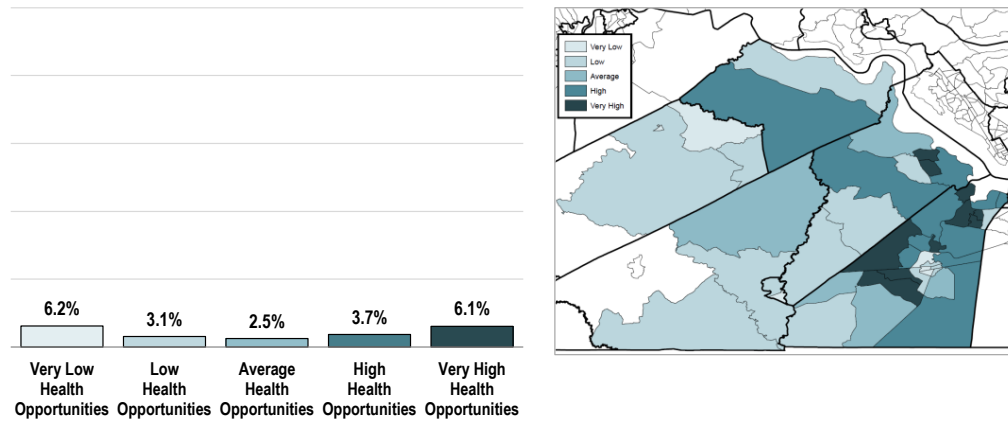 6.2%
3.1%
2.5%
3.7%
6.1%
Very Low
Health
Opportunities
Low
Health
Opportunities
Average
Health
Opportunities
High
Health
Opportunities
Very High
Health
Opportunities
Very Low
Low
Average
High
Very High